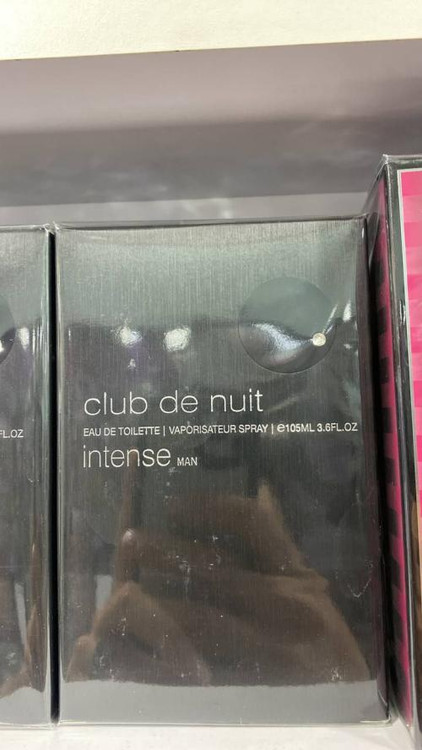 club de nuit
EAU DE TOILETTE | VAPORISATEUR SPRAY | ℮105ML 3.6FL.OZ
intense MAN
FL.OZ